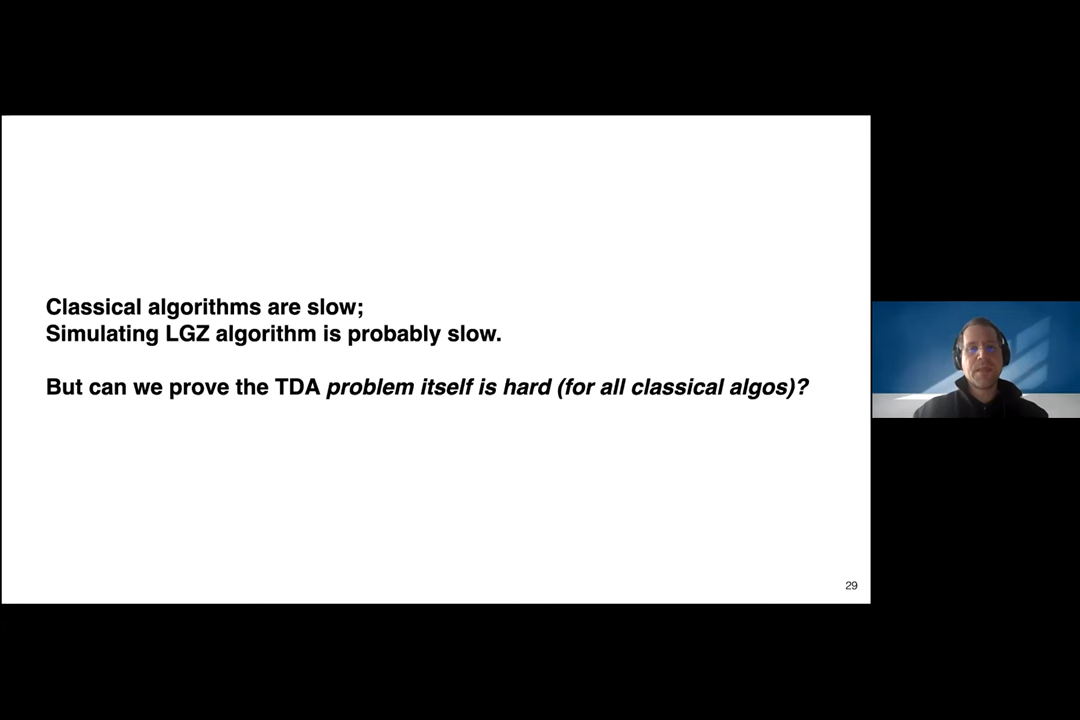 Classical algorithms are slow;
Simulating LGZ algorithm is probably slow.
But can we prove the TDA problem itself is hard (for all classical algos)?
29